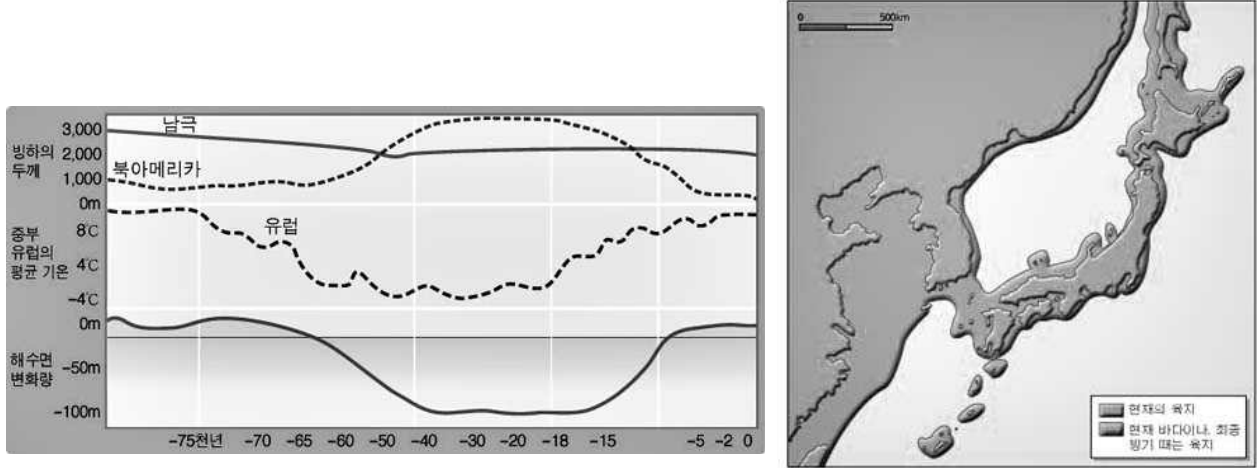 3,000
남극
빙하의
두께
2,000
북아메리카
1,000
0m
유럽
중부
유럽의
평균 기온
8℃
4℃
-4℃
0m
해수면
변화량
-50m
-100m
-75천년 -70 -65 -60 -50 -40 -30 -20 -18 -15 -5 -2 0
0 500km
현재의 육지
현재 바다이나, 최종
빙기 때는 육지